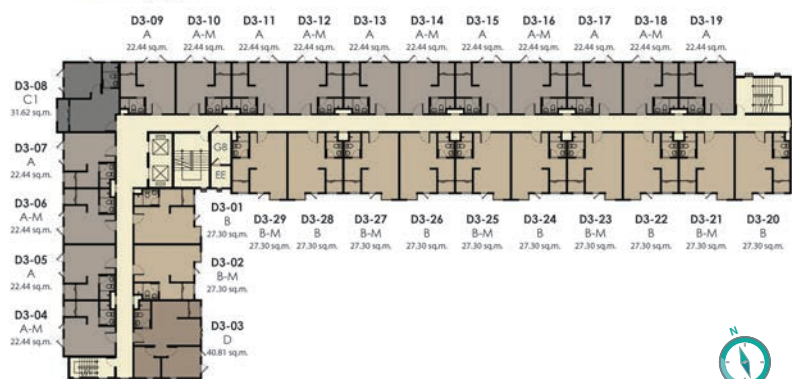 D3-09
A
22.44 sq.m.
D3-10
A-M
22.44 sq.m.
D3-11
A
22.44 sq.m.
D3-12
A-M
22.44 sq.m.
D3-13
A
22.44 sq.m.
D3-14
A-M
22.44 sq.m.
D3-15
A
22.44 sq.m.
D3-16
A-M
22.44 sq.m.
D3-17
A
22.44 sq.m.
D3-18
A-M
22.44 sq.m.
D3-19
A
22.44 sq.m.
D3-08
C1
31.62 sq.m.
D3-07
A
22.44 sq.m.
D3-06
A-M
22.44 sq.m.
D3-05
A
22.44 sq.m.
D3-04
A-M
22.44 sq.m.
GB
EE
D3-01
B
27.30 sq.m.
D3-02
B-M
27.30 sq.m.
D3-03
D
40.81 sq.m.
D3-29
B-M
27.30 sq.m.
D3-28
B
27.30 sq.m.
D3-27
B-M
27.30 sq.m.
D3-26
B
27.30 sq.m.
D3-25
B-M
27.30 sq.m.
D3-24
B
27.30 sq.m.
D3-23
B-M
27.30 sq.m.
D3-22
B
27.30 sq.m.
D3-21
B-M
27.30 sq.m.
D3-20
B
27.30 sq.m.
N